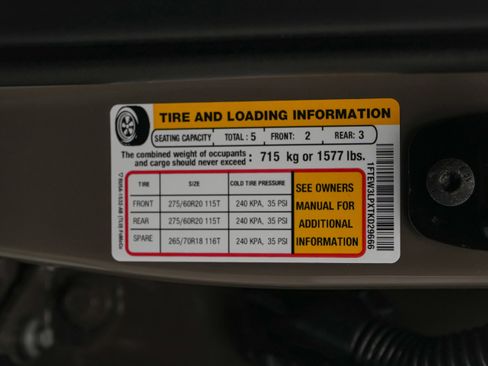 TIRE AND LOADING INFORMATION
SEATING CAPACITY TOTAL : 5 FRONT: 2 REAR: 3
The combined weight of occupants
and cargo should never exceed : 715 kg or 1577 lbs.
TIRE SIZE COLD TIRE PRESSURE
FRONT 275/60R20 115T 240 KPA, 35 PSI
REAR 275/60R20 115T 240 KPA, 35 PSI
SPARE 265/70R18 116T 240 KPA, 35 PSI
SEE OWNERS
MANUAL FOR
ADDITIONAL
INFORMATION
1FTEW3LPXTKD29666